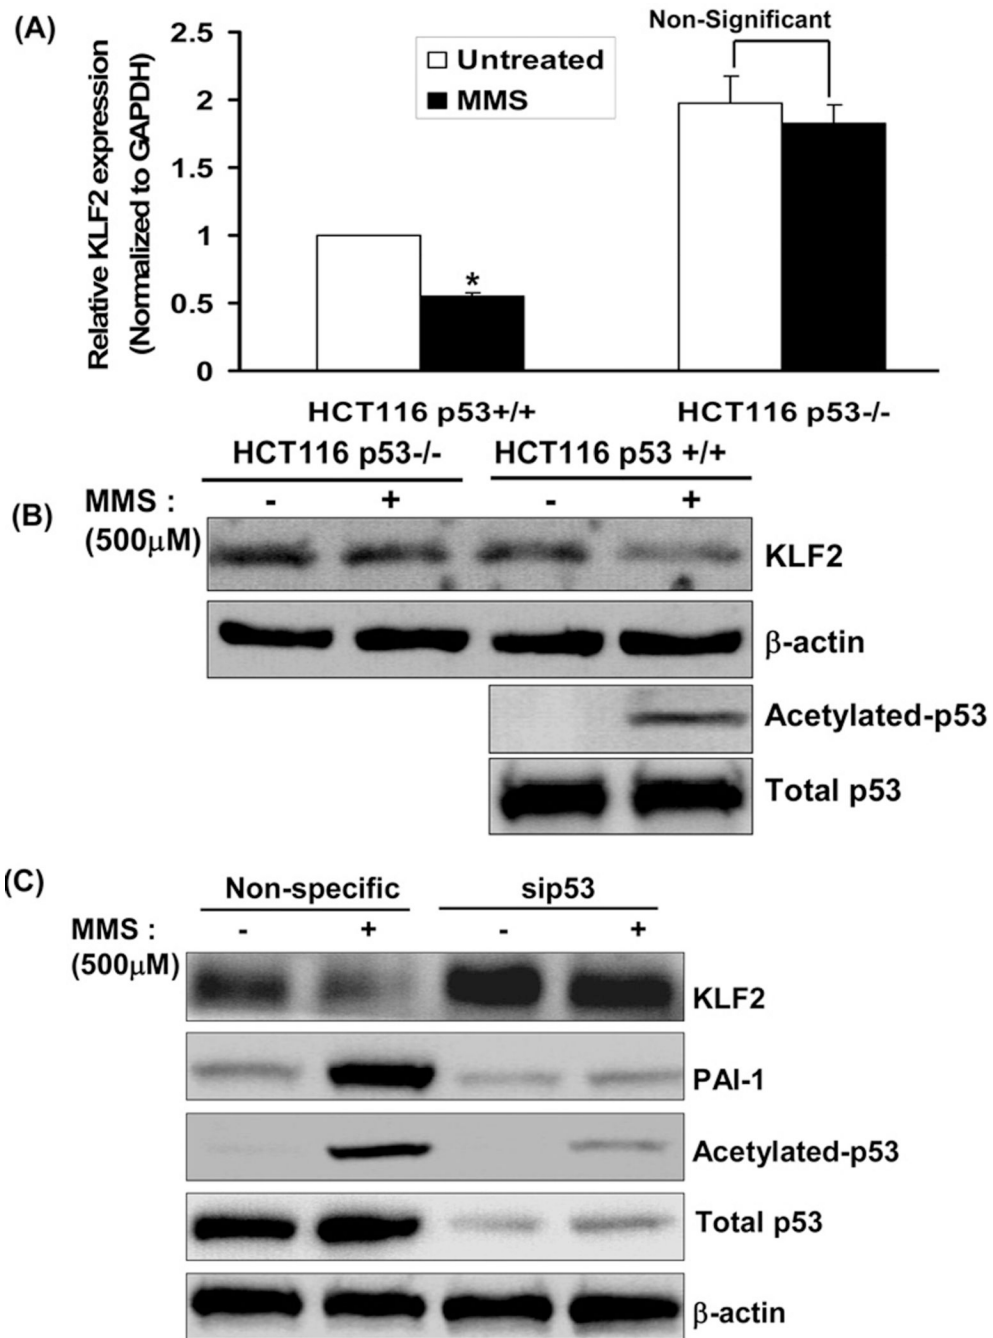 (A)
Non-Significant
Relative KLF2 expression
(Normalized to GAPDH)
2.5
2
1.5
1
0.5
0
Untreated
MMS
*
HCT116 p53+/+ HCT116 p53-/-
HCT116 p53-/- HCT116 p53 +/+
(B)
MMS : - + - +
(500μM)
KLF2
β-actin
Acetylated-p53
Total p53
(C)
Non-specific sip53
MMS : - + - +
(500μM)
KLF2
PAI-1
Acetylated-p53
Total p53
β-actin